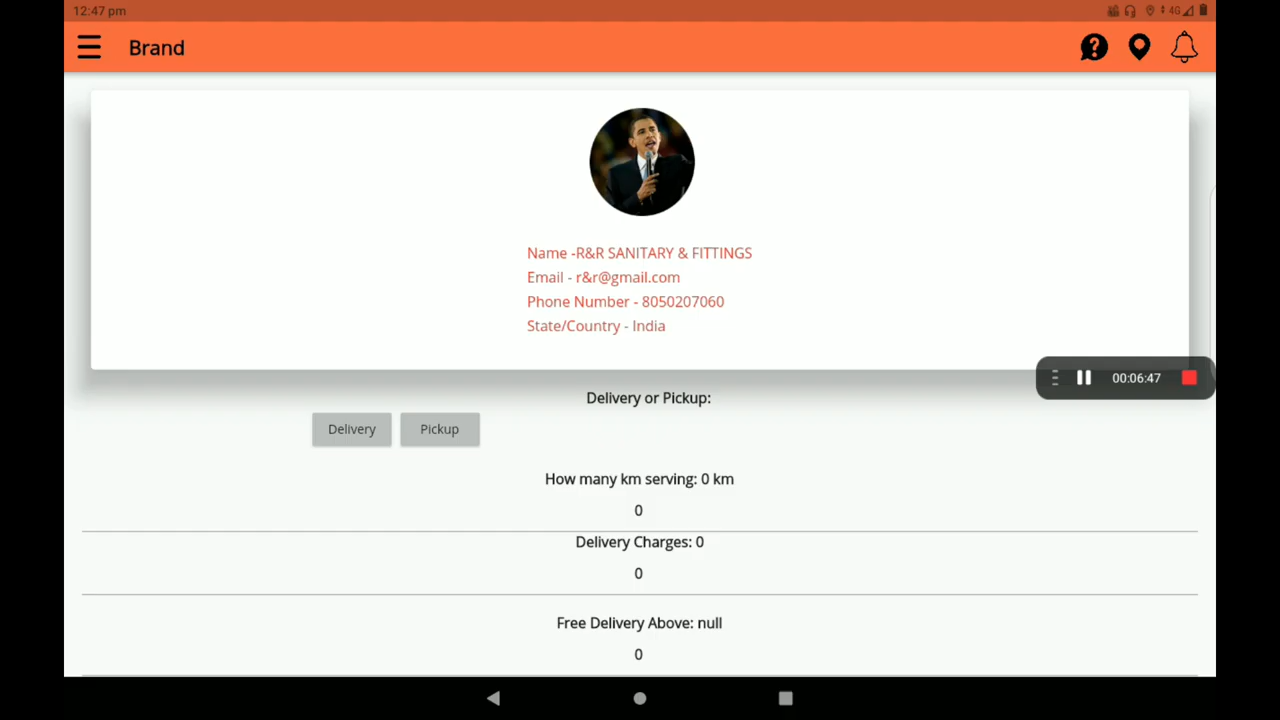 12:47 pm
4G
Brand
Name -R&R SANITARY & FITTINGS
Email - r&r@gmail.com
Phone Number - 8050207060
State/Country - India
00:06:47
Delivery or Pickup:
Delivery
Pickup
How many km serving: 0 km
0
Delivery Charges: 0
0
Free Delivery Above: null
0